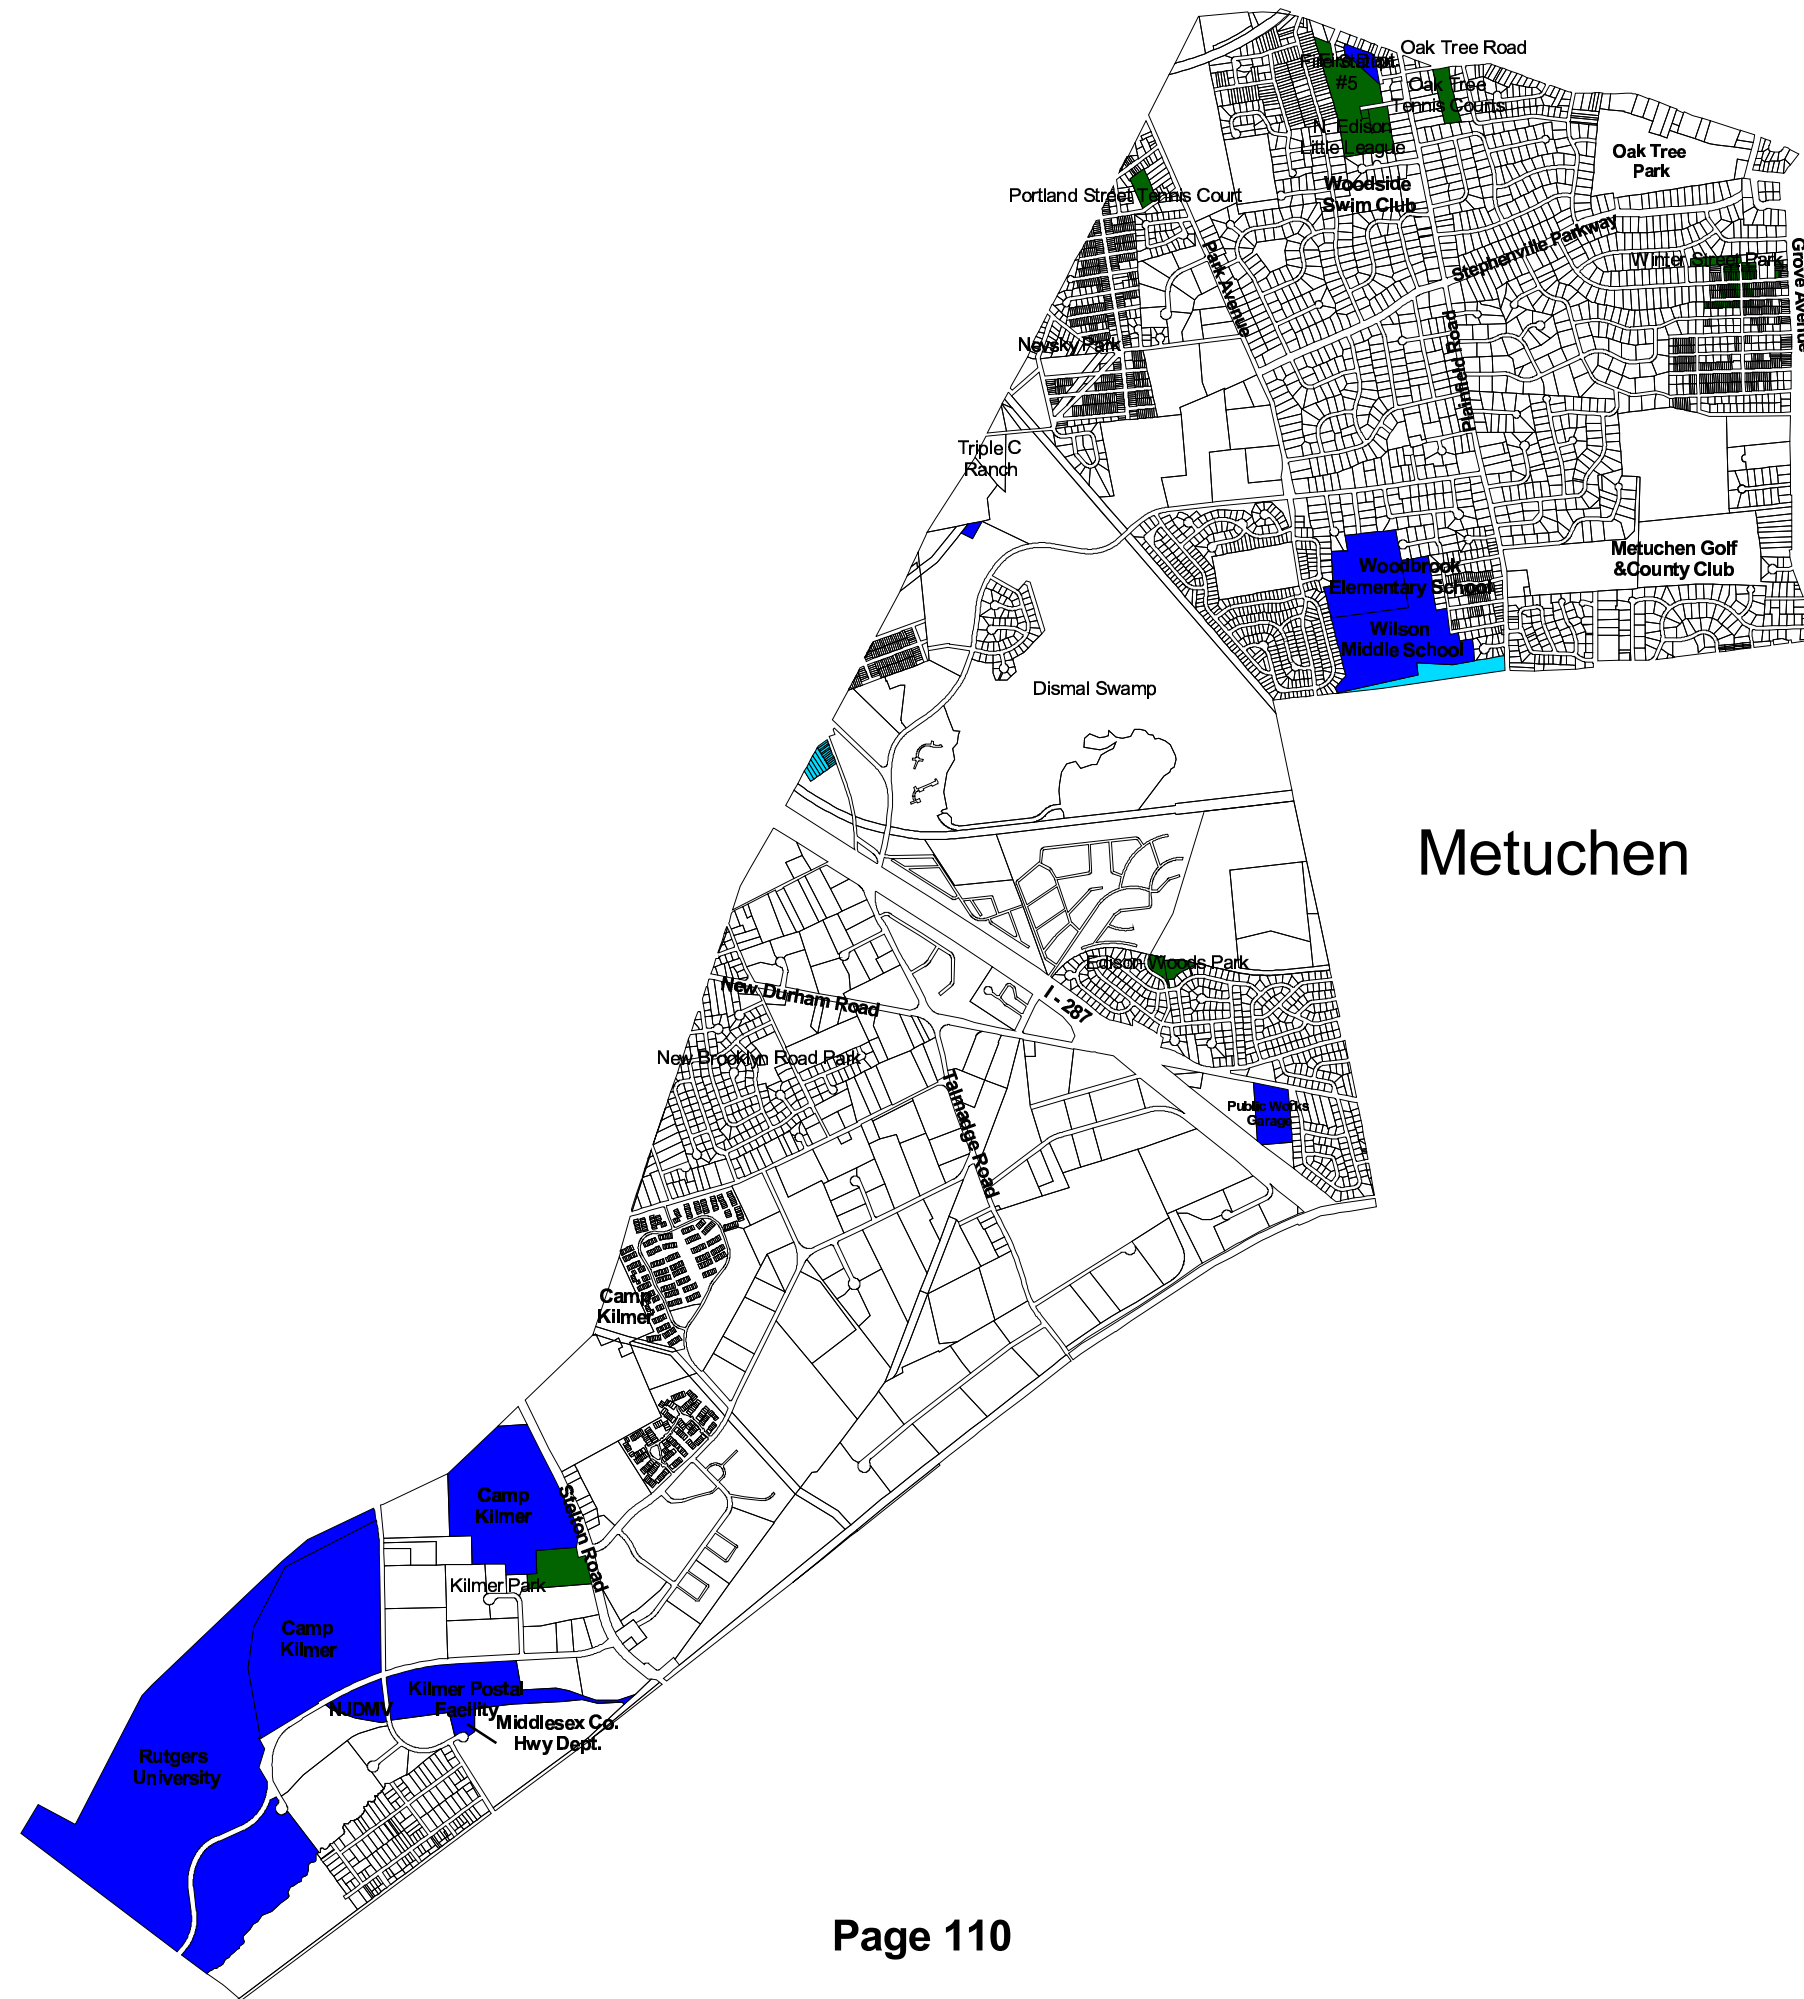 Oak Tree Road
#5
Oak Tree
Tennis Courts
N. Edison
Little League
Oak Tree
Park
Woodside
Swim Club
Portland Street Tennis Court
Park Avenue
Stephenville Parkway
Winter Street Park
Grove Avenue
Nevsky Park
Plainfield Road
Triple C
Ranch
Metuchen Golf
&County Club
Woodbrook
Elementary School
Wilson
Middle School
Dismal Swamp
Metuchen
Edison Woods Park
New Durham Road
I - 287
New Brooklyn Road Park
Talmadge Road
Public Works
Garage
Camp
Kilmer
Camp
Kilmer
Stelton Road
Kilmer Park
Camp
Kilmer
Kilmer Postal
Facility
NJDMV
Middlesex Co.
Hwy Dept.
Rutgers
University
Page 110